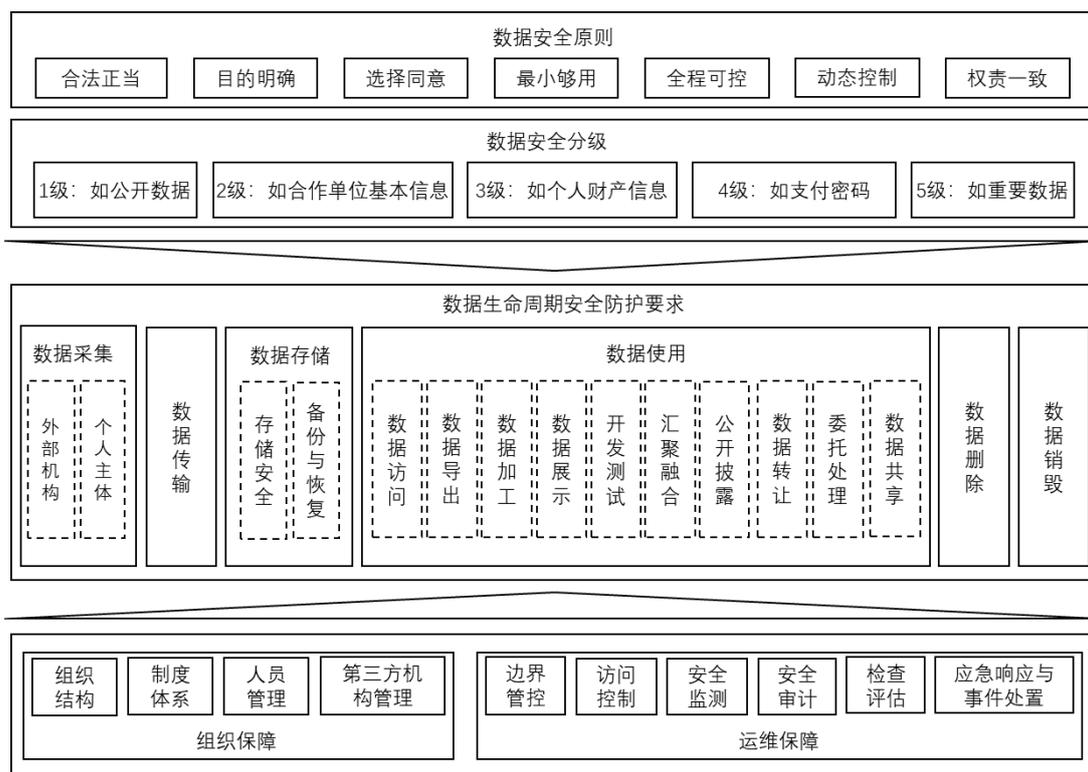 数据安全原则
合法正当
目的明确
选择同意
最小够用
全程可控
动态控制
权责一致
数据安全分级
1级：如公开数据
2级：如合作单位基本信息
3级：如个人财产信息
4级：如支付密码
5级：如重要数据
数据生命周期安全防护要求
数据采集
外部机构
个人主体
数据传输
数据存储
存储安全
备份与恢复
数据使用
数据访问
数据导出
数据加工
数据展示
开发测试
汇聚融合
公开披露
数据转让
委托处理
数据共享
数据删除
数据销毁
组织
结构
制度
体系
人员
管理
第三方机
构管理
组织保障
边界
管控
访问
控制
安全
监测
安全
审计
检查
评估
应急响应与
事件处置
运维保障